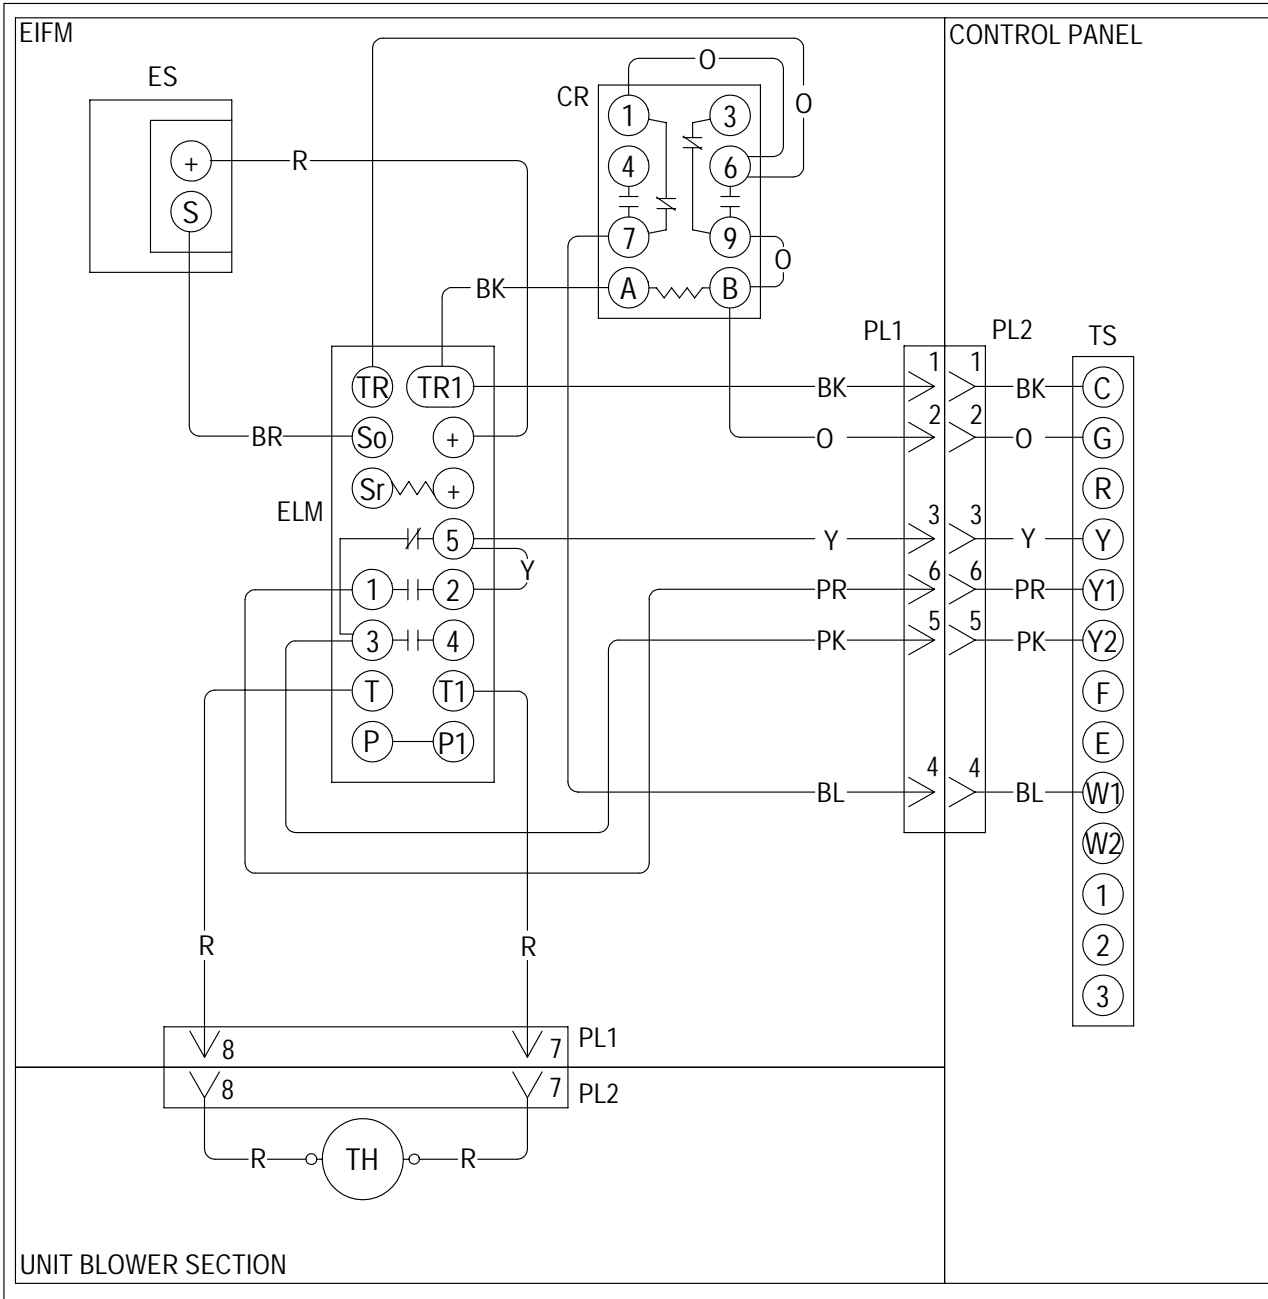 EIFM
CONTROL PANEL
ES
CR
O
O
1 3
+ R
4 6
S
7 9
O
BK A B
PL1 PL2 TS
TR TR1 BK 1 1 BK C
BR So + O 2 2 O G
Sr + R
ELM
5 Y 3 3 Y Y
Y
1 2 PR 6 6 PR Y1
3 4 PK 5 5 PK Y2
T T1 F
P P1 E
BL 4 4 BL W1
W2
1
R R 2
3
8 7 PL1
8 7 PL2
R TH R
UNIT BLOWER SECTION